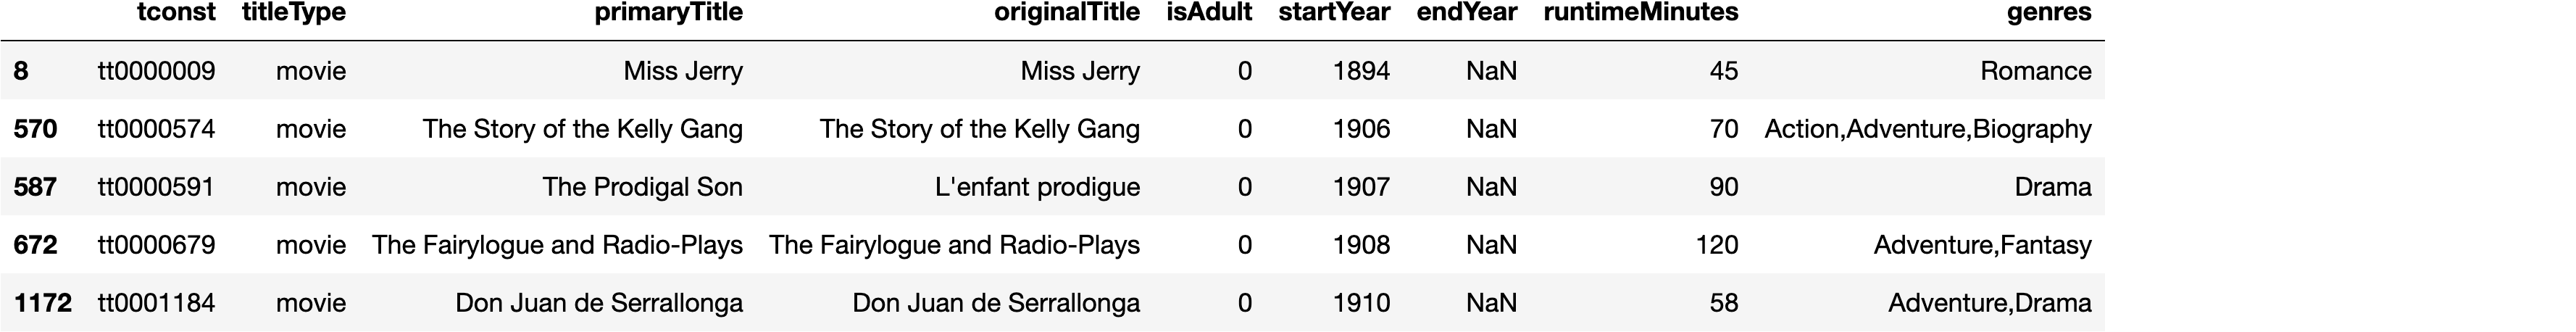 tconst titleType primaryTitle originalTitle isAdult startYear endYear runtimeMinutes genres
8 tt0000009 movie Miss Jerry Miss Jerry 0 1894 NaN 45 Romance
570 tt0000574 movie The Story of the Kelly Gang The Story of the Kelly Gang 0 1906 NaN 70 Action,Adventure,Biography
587 tt0000591 movie The Prodigal Son L'enfant prodigue 0 1907 NaN 90 Drama
672 tt0000679 movie The Fairylogue and Radio-Plays The Fairylogue and Radio-Plays 0 1908 NaN 120 Adventure,Fantasy
1172 tt0001184 movie Don Juan de Serrallonga Don Juan de Serrallonga 0 1910 NaN 58 Adventure,Drama